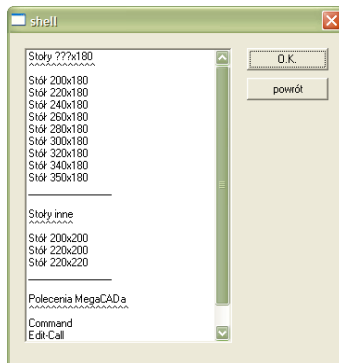 shell
Stoły ???x180
^^^^^^^^^^^^^^
Stół 200x180
Stół 220x180
Stół 240x180
Stół 260x180
Stół 280x180
Stół 300x180
Stół 320x180
Stół 340x180
Stół 350x180
Stoły inne
^^^^^^^^^
Stół 200x200
Stół 220x200
Stół 220x220
Polecenia MegaCADa
^^^^^^^^^^^^^^^^^^^^
Command
Edit-Call
O.K.
powrót